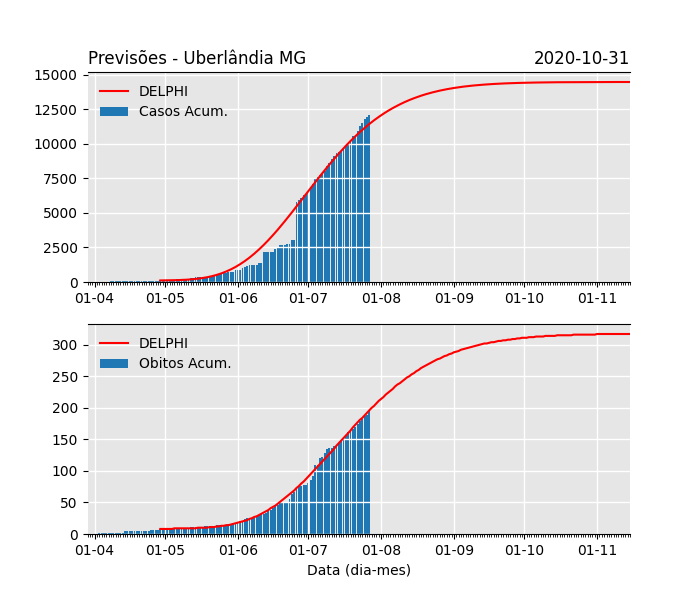 Previsões - Uberlândia MG 2020-10-31
15000
12500
10000
7500
5000
2500
0
DELPHI
Casos Acum.
01-04 01-05 01-06 01-07 01-08 01-09 01-10 01-11
300
250
200
150
100
50
0
DELPHI
Obitos Acum.
01-04 01-05 01-06 01-07 01-08 01-09 01-10 01-11
Data (dia-mes)